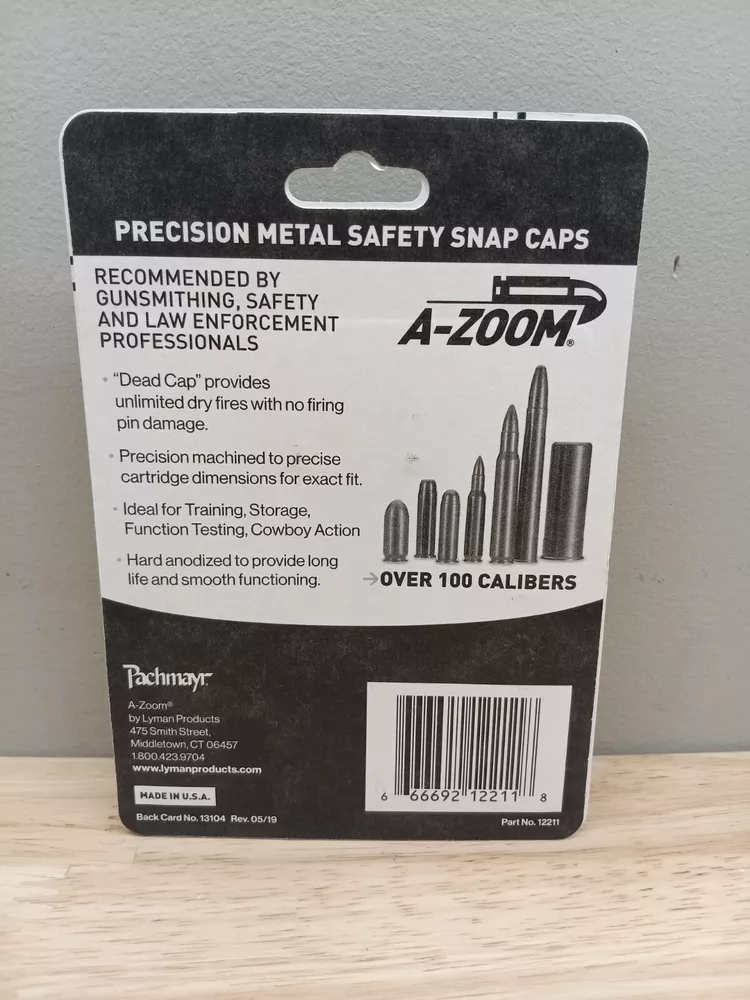 PRECISION METAL SAFETY SNAP CAPS
RECOMMENDED BY
GUNSMITHING, SAFETY
AND LAW ENFORCEMENT
PROFESSIONALS
A-ZOOM®
• "Dead Cap" provides
unlimited dry fires with no firing
pin damage.
• Precision machined to precise
cartridge dimensions for exact fit.
• Ideal for Training, Storage,
Function Testing, Cowboy Action
• Hard anodized to provide long
life and smooth functioning.
→OVER 100 CALIBERS
Pachmayr
A-Zoom®
by Lyman Products
475 Smith Street,
Middletown, CT 06457
1.800.423.9704
www.lymanproducts.com
MADE IN U.S.A.
Back Card No. 13104 Rev. 05/19
6 66692 12211 8
Part No. 12211